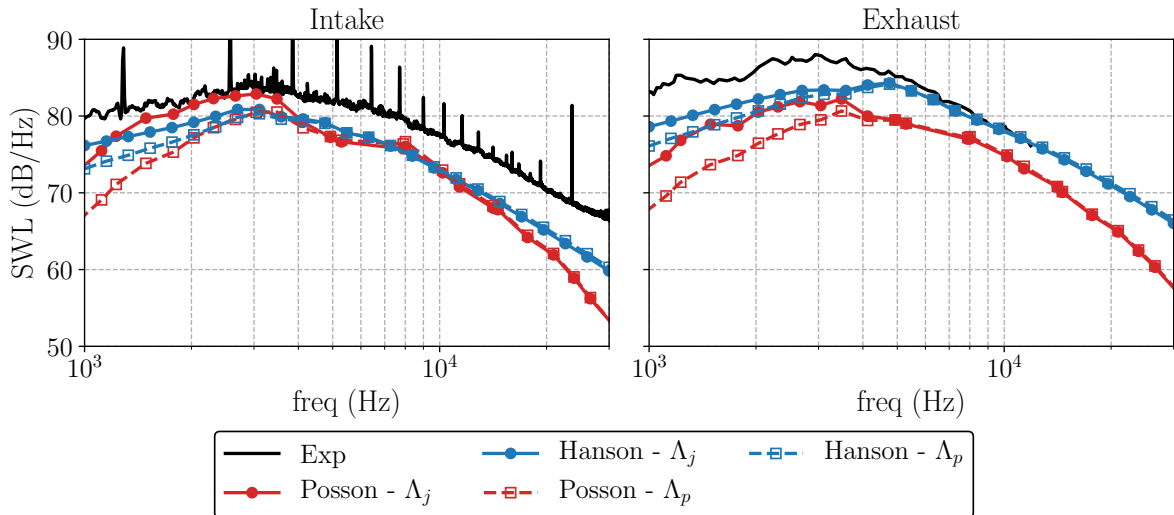 Intake Exhaust
90
80
70
60
50
SWL (dB/Hz)
10³ 10⁴ 10³ 10⁴
freq (Hz) freq (Hz)
Exp Hanson - Λⱼ Hanson - Λₚ
Posson - Λⱼ Posson - Λₚ